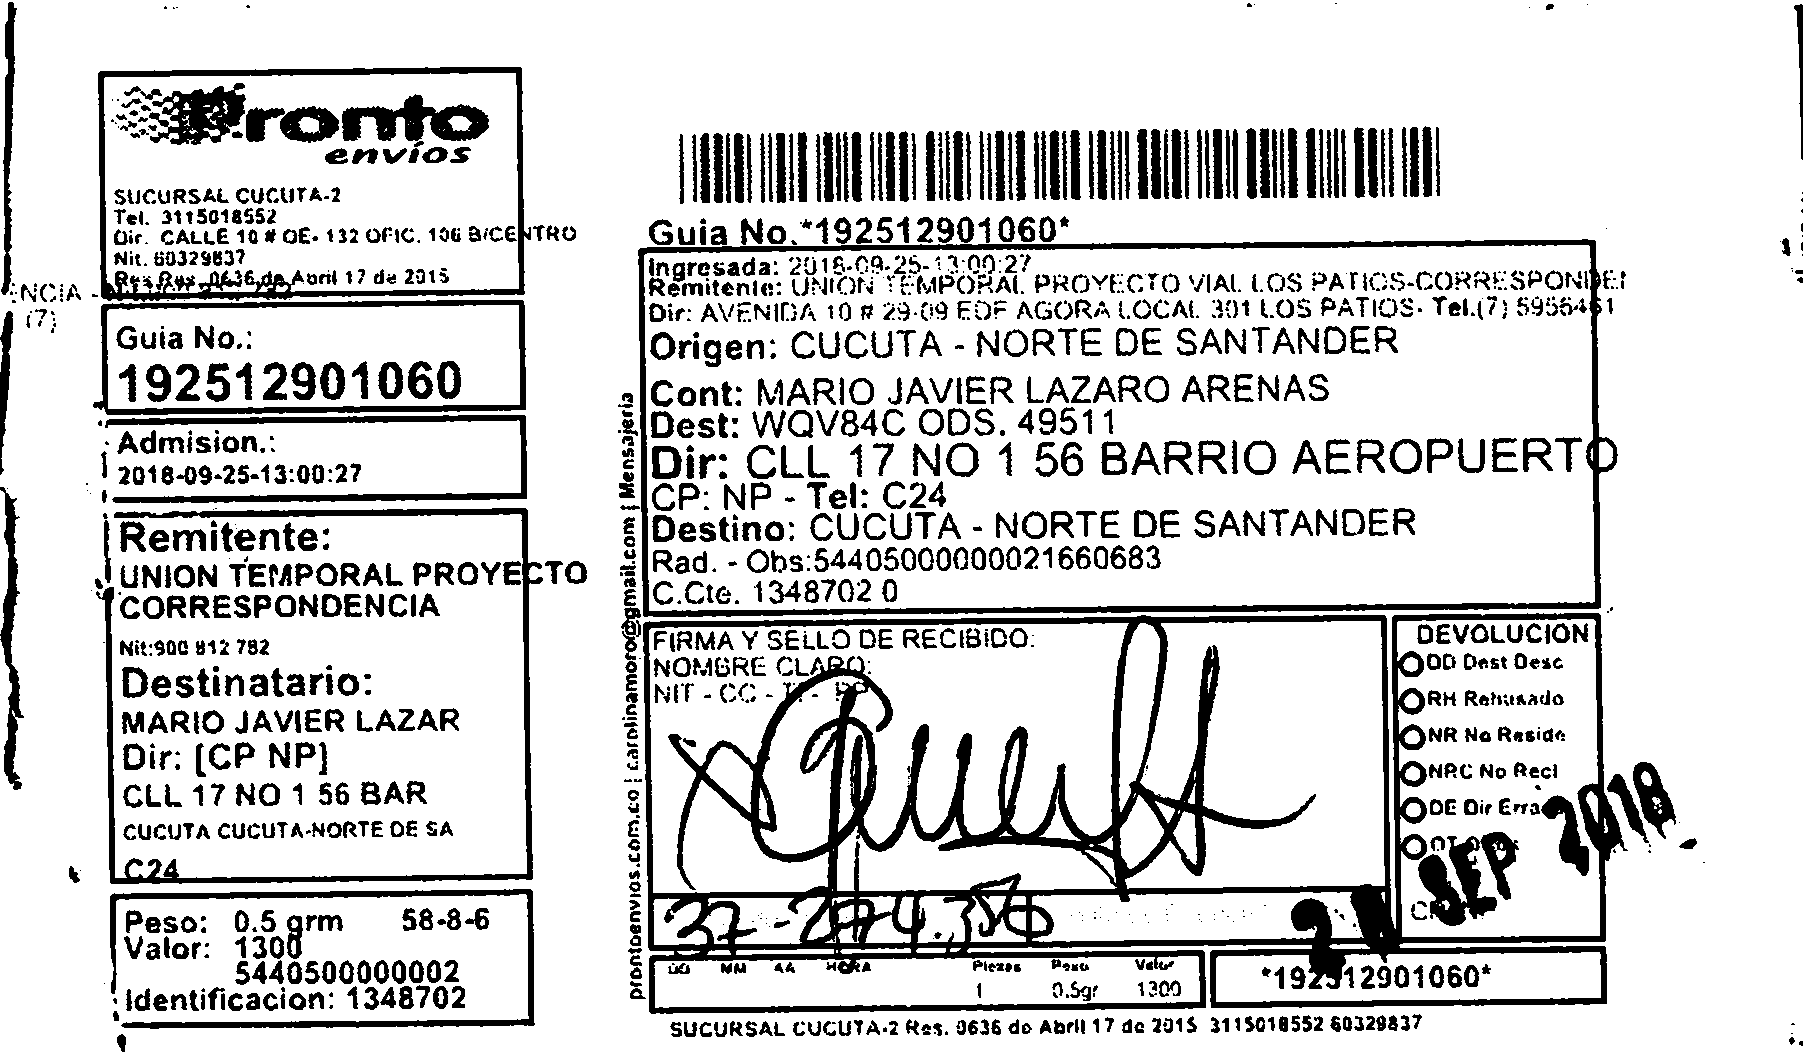 Pronto
envíos
SUCURSAL CUCUTA-2
Tel. 3115018552
Dir. CALLE 10 # OE- 132 OFIC. 106 B/CENTRO
Nit. 60329837
Res Res. 0636 de Abril 17 de 2015
ENCIA -
(7)
Guia No.:
192512901060
Admision.:
2018-09-25-13:00:27
Remitente:
UNION TEMPORAL PROYECTO
CORRESPONDENCIA
Nit:900 812 782
Destinatario:
MARIO JAVIER LAZAR
Dir: [CP NP]
CLL 17 NO 1 56 BAR
CUCUTA CUCUTA-NORTE DE SA
C24
Peso: 0.5 grm 58-8-6
Valor: 1300
5440500000002
Identificacion: 1348702
prontoenvios.com.co | carolinamoro@gmail.com | Mensajeria
Guia No.*192512901060*
Ingresada: 2018-09-25-13:00:27
Remitente: UNION TEMPORAL PROYECTO VIAL LOS PATIOS-CORRESPONDEI
Dir: AVENIDA 10 # 29-09 EDF AGORA LOCAL 301 LOS PATIOS- Tel.(7) 5956461
Origen: CUCUTA - NORTE DE SANTANDER
Cont: MARIO JAVIER LAZARO ARENAS
Dest: WQV84C ODS. 49511
Dir: CLL 17 NO 1 56 BARRIO AEROPUERTO
CP: NP - Tel: C24
Destino: CUCUTA - NORTE DE SANTANDER
Rad. - Obs:54405000000021660683
C.Cte. 1348702 0
FIRMA Y SELLO DE RECIBIDO:
NOMBRE CLARO:
NIT - CC - TI - PP
DEVOLUCION
DD Dest Desc
RH Rehusado
NR No Reside
NRC No Recl
DE Dir Erra
SEP 2018
DD MM AA HORA Piezas Peso Valor
1 0.5gr 1300
*192512901060*
SUCURSAL CUCUTA-2 Res. 0636 de Abril 17 de 2015 3115018552 60329837